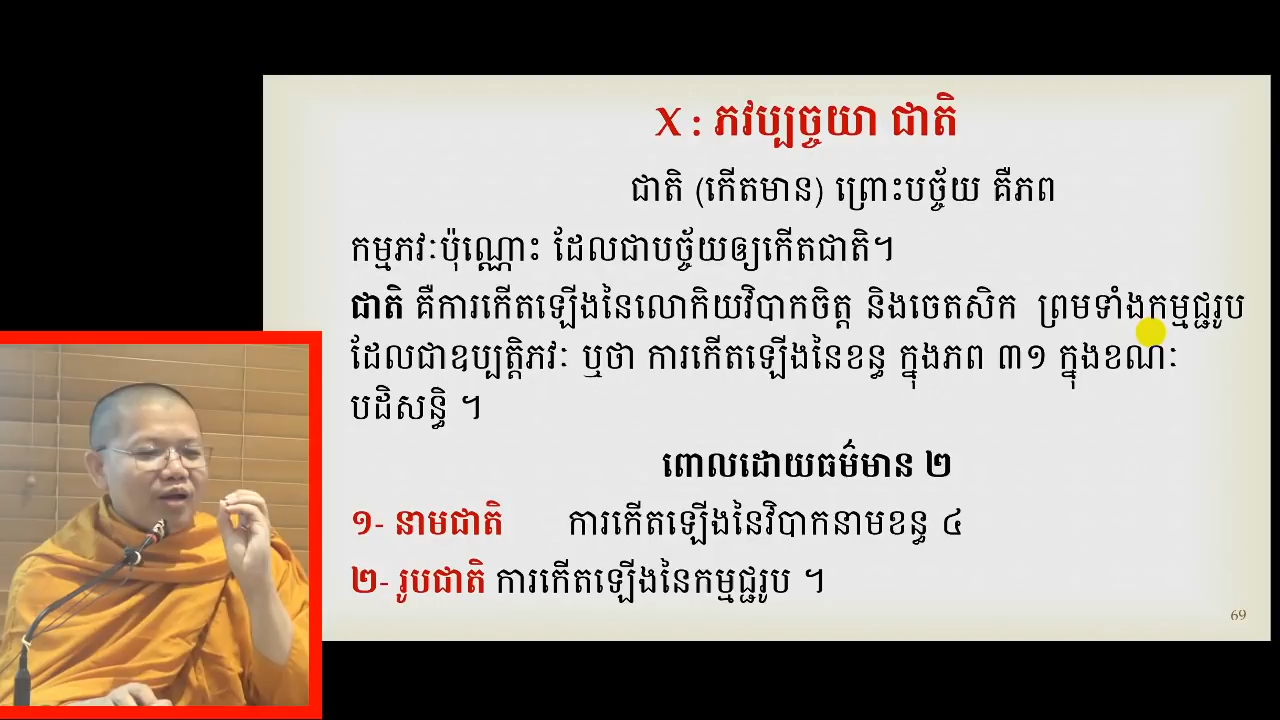 X : ភវប្បច្ចយា ជាតិ
ជាតិ (កើតមាន) ព្រោះបច្ច័យ គឺភព
កម្មភវៈប៉ុណ្ណោះ ដែលជាបច្ច័យឲ្យកើតជាតិ។
ជាតិ គឺការកើតឡើងនៃលោកិយវិបាកចិត្ត និងចេតសិក ព្រមទាំងកម្មជ្ជរូប
ដែលជាឧប្បត្តិភវៈ ឬថា ការកើតឡើងនៃខន្ធ ក្នុងភព ៣១ ក្នុងខណៈ
បដិសន្ធិ ។
ពោលដោយធម៌មាន ២
១- នាមជាតិ ការកើតឡើងនៃវិបាកនាមខន្ធ ៤
២- រូបជាតិ ការកើតឡើងនៃកម្មជ្ជរូប ។
69